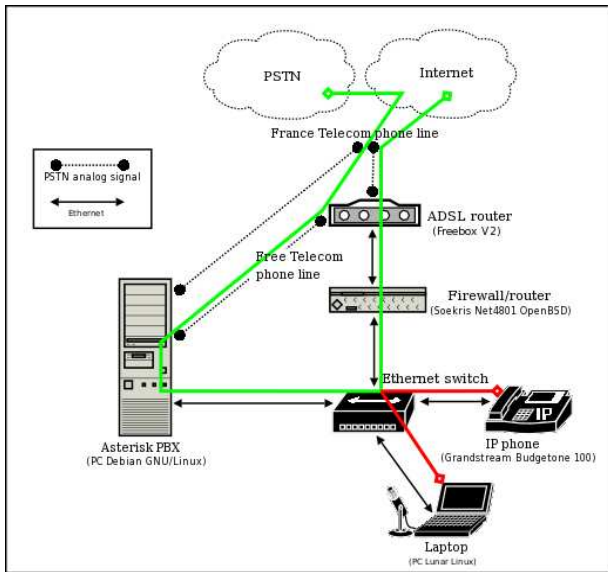 PSTN
Internet
France Telecom phone line
PSTN analog signal
Ethernet
ADSL router
(Freebox V2)
Free Telecom
phone line
Firewall/router
(Soekris Net4801 OpenBSD)
Ethernet switch
IP
Asterisk PBX
(PC Debian GNU/Linux)
IP phone
(Grandstream Budgetone 100)
Laptop
(PC Lunar Linux)